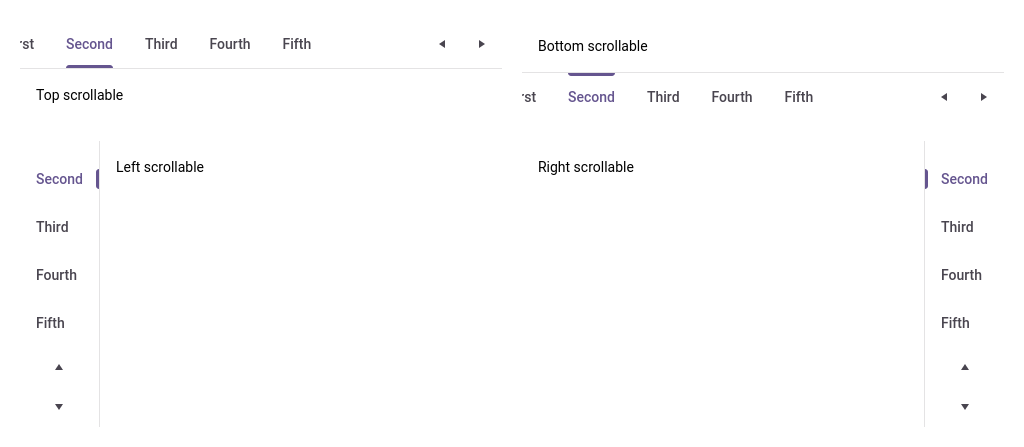 rst Second Third Fourth Fifth
Top scrollable
Bottom scrollable
rst Second Third Fourth Fifth
Second
Third
Fourth
Fifth
Left scrollable
Right scrollable
Second
Third
Fourth
Fifth